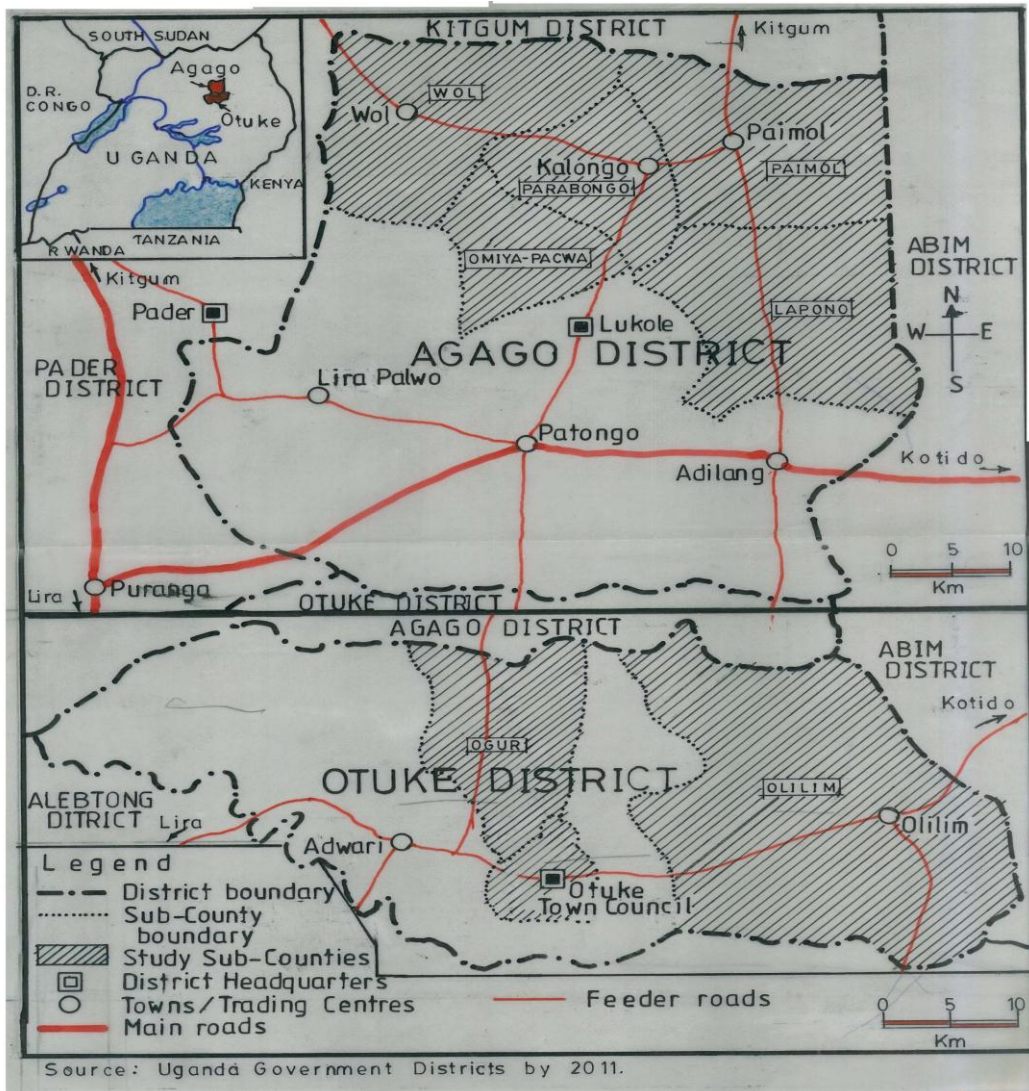 SOUTH SUDAN
Agago
D.R.
CONGO
Otuke
UGANDA
KENYA
TANZANIA
RWANDA
KITGUM DISTRICT
Kitgum
WOL
Wol
Paimol
Kalongo
PARABONGO
PAIMOL
OMIYA-PACWA
ABIM
DISTRICT
N
W E
S
Kitgum
Pader
Lukole
LAPONO
AGAGO DISTRICT
PADER
DISTRICT
Lira Palwo
Patongo
Adilang
Kotido
0 5 10
Km
Lira
Puranga
OTUKE DISTRICT
AGAGO DISTRICT
ABIM
DISTRICT
Kotido
OGUR
OTUKE DISTRICT
OLILIM
ALEBTONG
DITRICT
Lira
Adwari
Olilim
Otuke
Town Council
Legend
District boundary
Sub-County
boundary
Study Sub-Counties
District Headquarters
Towns/Trading Centres
Main roads
Feeder roads
0 5 10
Km
Source: Uganda Government Districts by 2011.